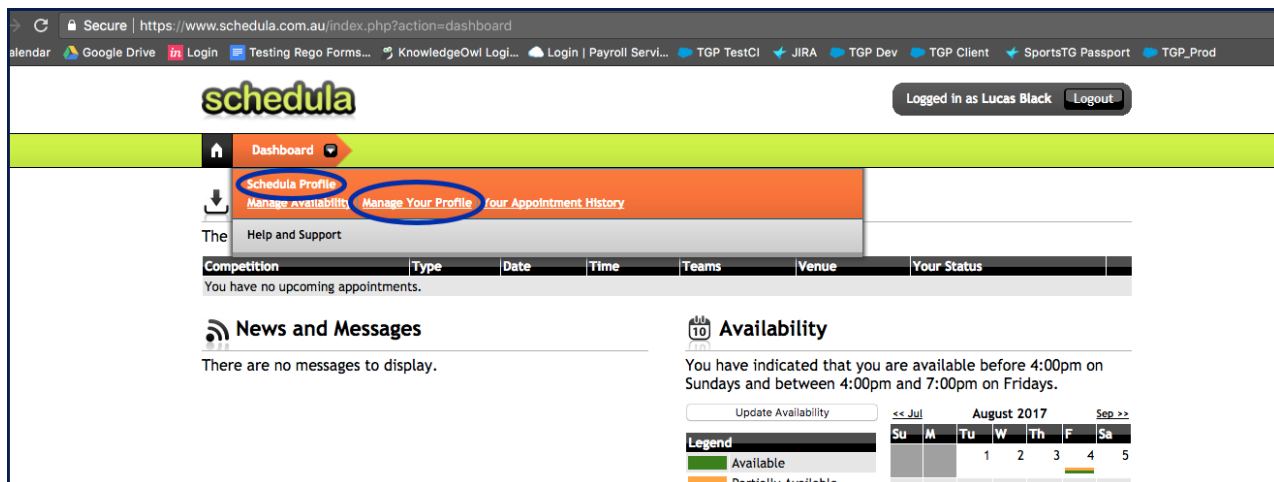 Secure | https://www.schedula.com.au/index.php?action=dashboard
alendar Google Drive in Login Testing Rego Forms... KnowledgeOwl Logi... Login | Payroll Servi... TGP TestCI JIRA TGP Dev TGP Client SportsTG Passport TGP_Prod
schedula
Logged in as Lucas Black Logout
Dashboard
Schedula Profile
Manage Availability Manage Your Profile Your Appointment History
The
Help and Support
Competition Type Date Time Teams Venue Your Status
You have no upcoming appointments.
News and Messages
There are no messages to display.
10 Availability
You have indicated that you are available before 4:00pm on
Sundays and between 4:00pm and 7:00pm on Fridays.
Update Availability
<< Jul August 2017 Sep >>
Su M Tu W Th F Sa
1 2 3 4 5
Legend
Available
Partially Available